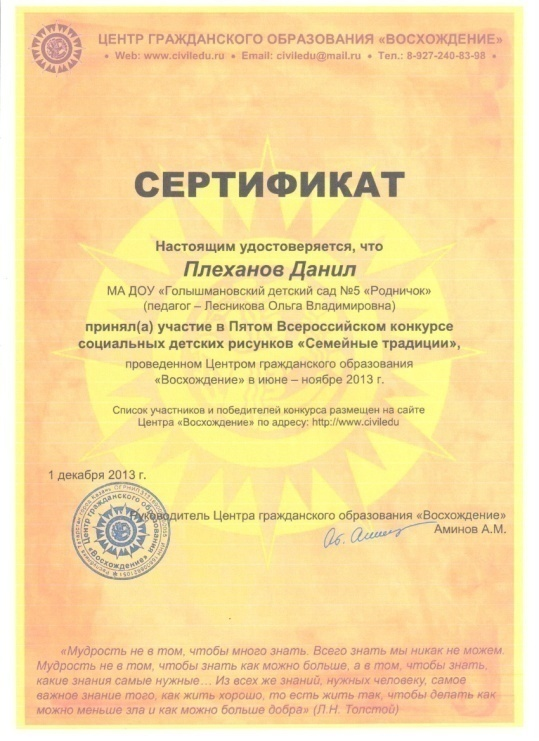 ЦЕНТР ГРАЖДАНСКОГО ОБРАЗОВАНИЯ «ВОСХОЖДЕНИЕ»
• Web: www.civiledu.ru • Email: civiledu@mail.ru • Тел.: 8-927-240-83-98 •
СЕРТИФИКАТ
Настоящим удостоверяется, что
Плеханов Данил
МА ДОУ «Голышмановский детский сад №5 «Родничок»
(педагог – Лесникова Ольга Владимировна)
принял(а) участие в Пятом Всероссийском конкурсе
социальных детских рисунков «Семейные традиции»,
проведенном Центром гражданского образования
«Восхождение» в июне – ноябре 2013 г.
Список участников и победителей конкурса размещен на сайте
Центра «Восхождение» по адресу: http://www.civiledu
1 декабря 2013 г.
Центр гражданского образования
«Восхождение»
Руководитель Центра гражданского образования «Восхождение»
Аминов А.М.
«Мудрость не в том, чтобы много знать. Всего знать мы никак не можем.
Мудрость не в том, чтобы знать как можно больше, а в том, чтобы знать,
какие знания самые нужные… Из всех же знаний, нужных человеку, самое
важное знание того, как жить хорошо, то есть жить так, чтобы делать как
можно меньше зла и как можно больше добра» (Л.Н. Толстой)